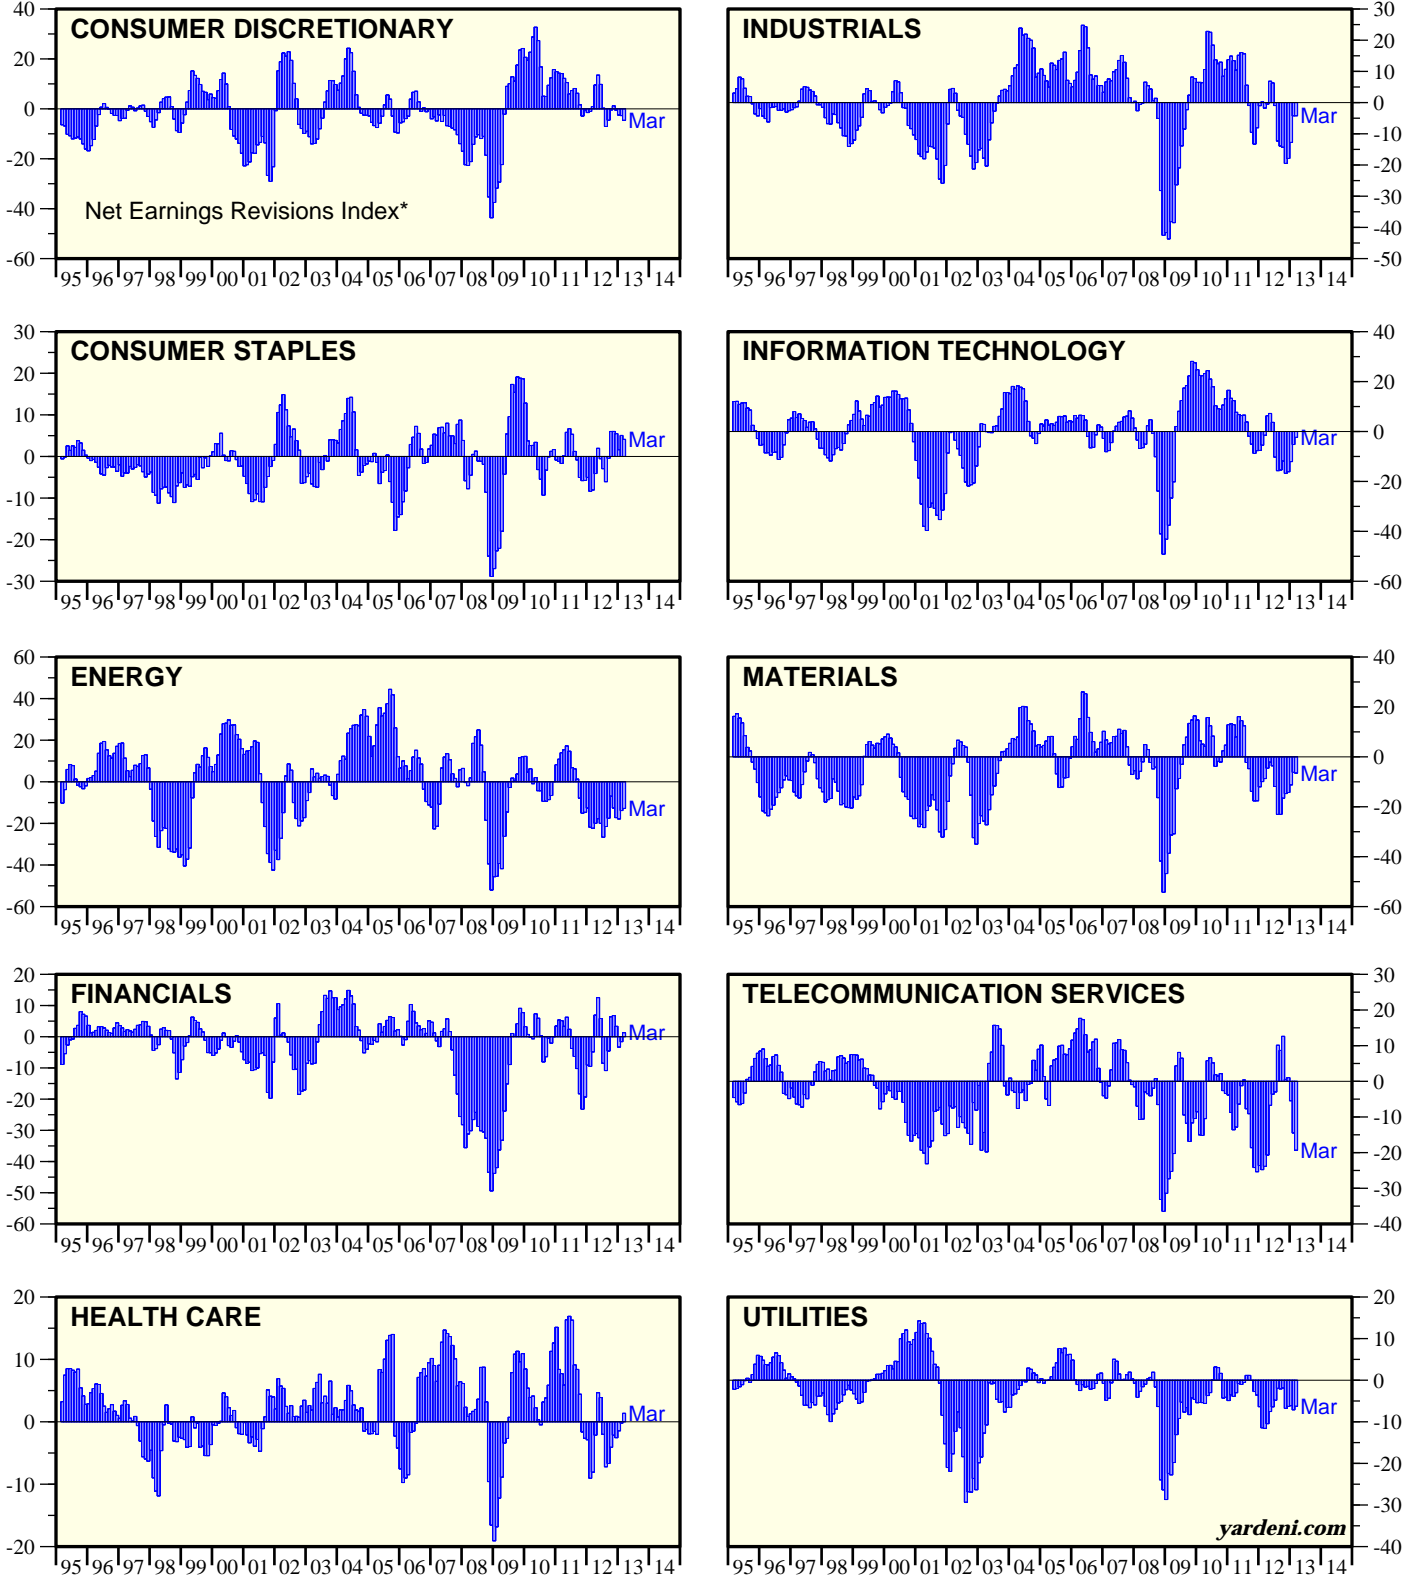 CONSUMER DISCRETIONARY
40
20
0
-20
-40
-60
Mar
Net Earnings Revisions Index*
95 96 97 98 99 00 01 02 03 04 05 06 07 08 09 10 11 12 13 14
INDUSTRIALS
30
20
10
0
-10
-20
-30
-40
-50
Mar
95 96 97 98 99 00 01 02 03 04 05 06 07 08 09 10 11 12 13 14
CONSUMER STAPLES
30
20
10
0
-10
-20
-30
Mar
95 96 97 98 99 00 01 02 03 04 05 06 07 08 09 10 11 12 13 14
INFORMATION TECHNOLOGY
40
20
0
-20
-40
-60
Mar
95 96 97 98 99 00 01 02 03 04 05 06 07 08 09 10 11 12 13 14
ENERGY
60
40
20
0
-20
-40
-60
Mar
95 96 97 98 99 00 01 02 03 04 05 06 07 08 09 10 11 12 13 14
MATERIALS
40
20
0
-20
-40
-60
Mar
95 96 97 98 99 00 01 02 03 04 05 06 07 08 09 10 11 12 13 14
FINANCIALS
20
10
0
-10
-20
-30
-40
-50
-60
Mar
95 96 97 98 99 00 01 02 03 04 05 06 07 08 09 10 11 12 13 14
TELECOMMUNICATION SERVICES
30
20
10
0
-10
-20
-30
-40
Mar
95 96 97 98 99 00 01 02 03 04 05 06 07 08 09 10 11 12 13 14
HEALTH CARE
20
10
0
-10
-20
Mar
95 96 97 98 99 00 01 02 03 04 05 06 07 08 09 10 11 12 13 14
UTILITIES
20
10
0
-10
-20
-30
-40
Mar
yardeni.com
95 96 97 98 99 00 01 02 03 04 05 06 07 08 09 10 11 12 13 14